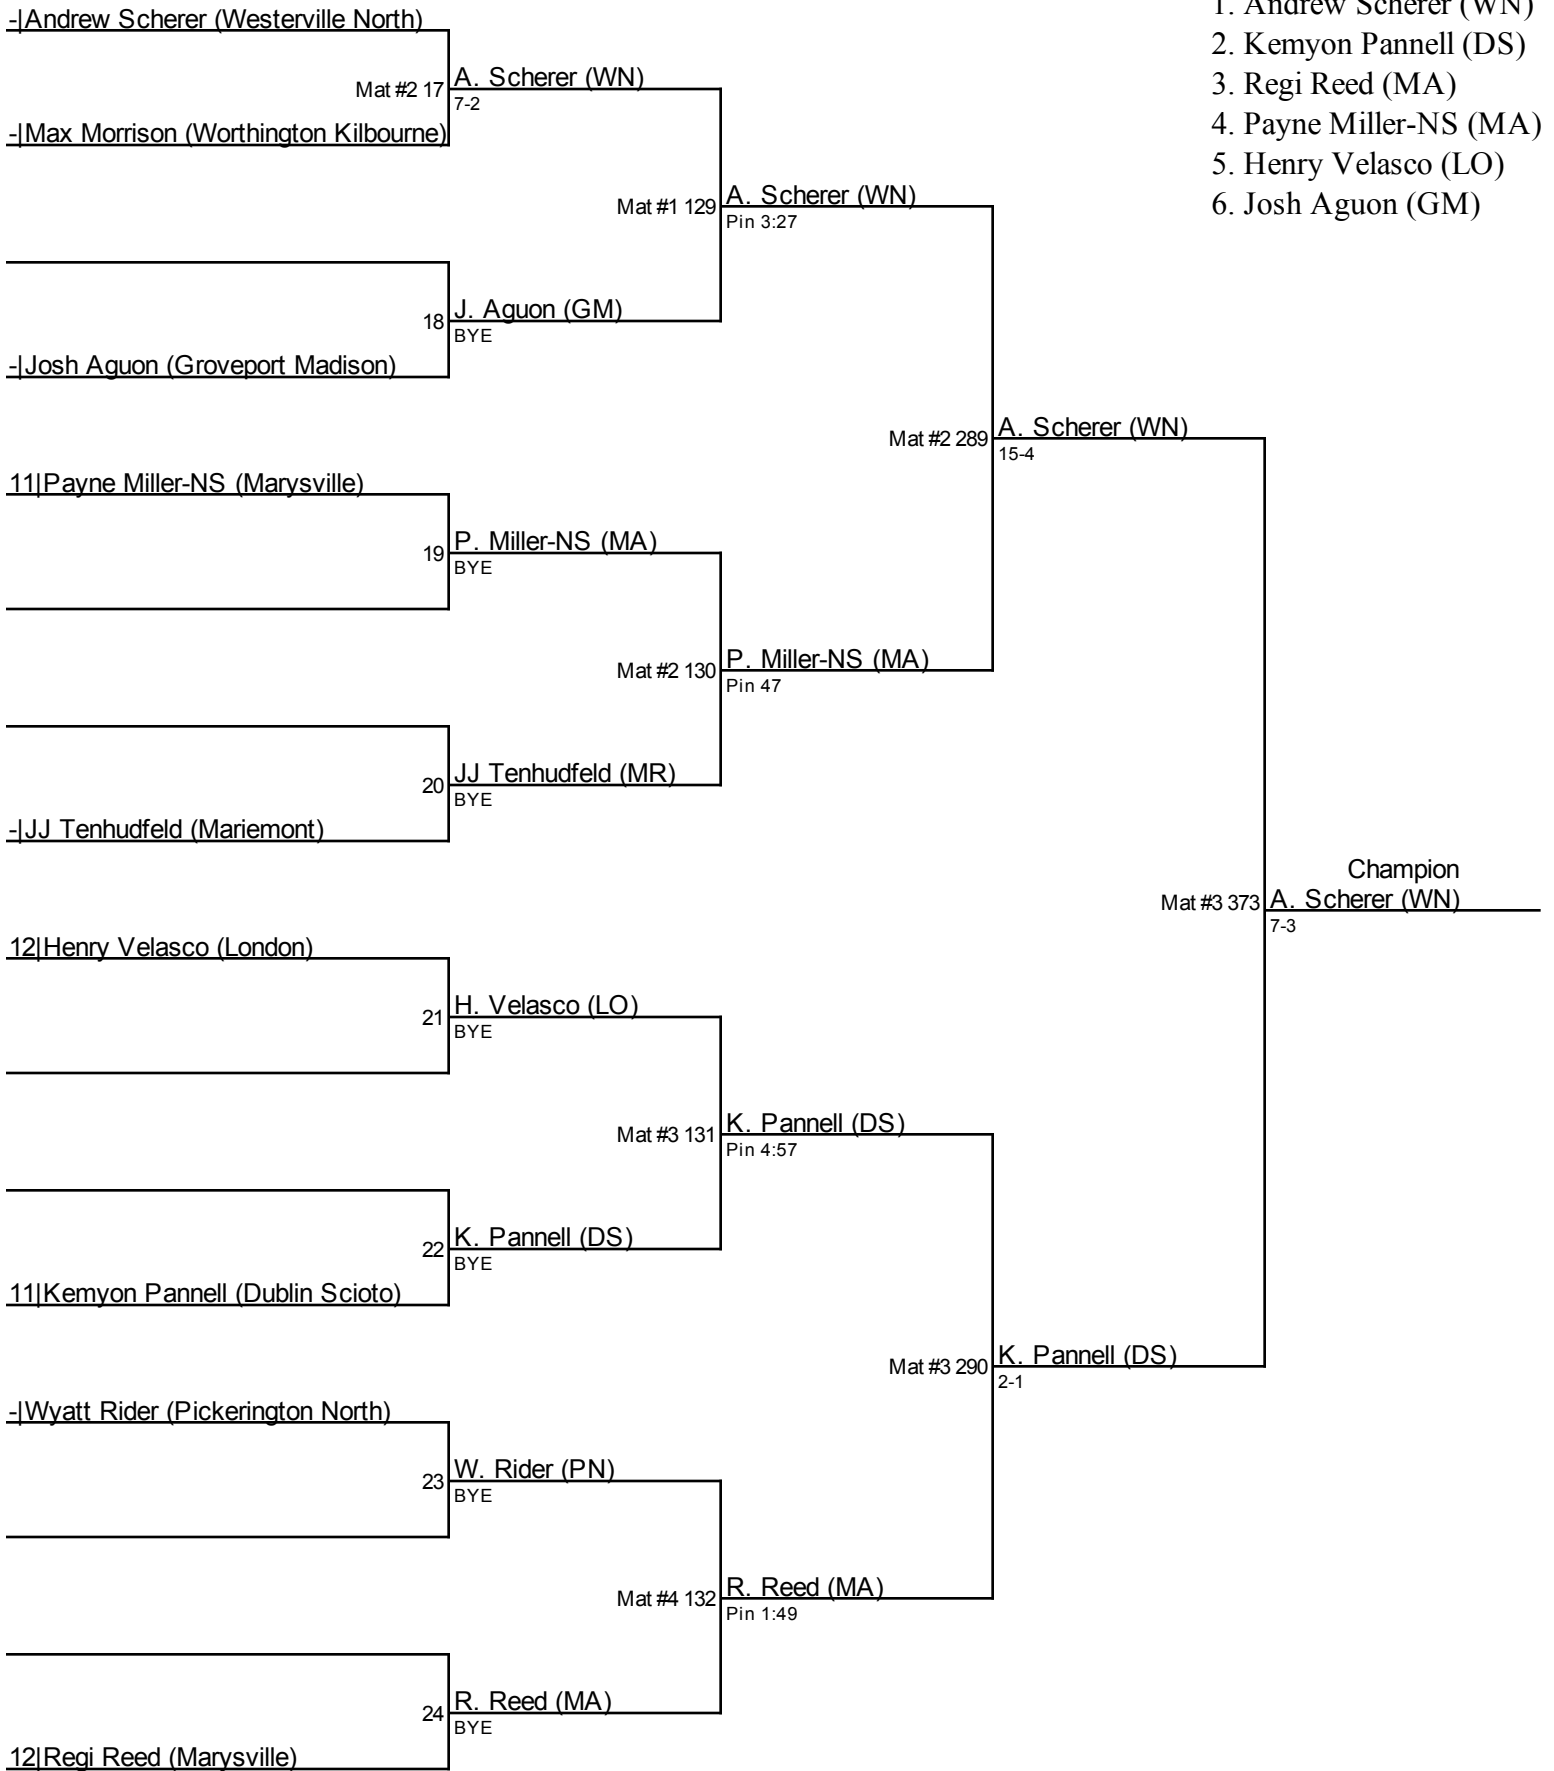 -|Andrew Scherer (Westerville North)
Mat #2 17
A. Scherer (WN)
7-2
-|Max Morrison (Worthington Kilbourne)
Mat #1 129
A. Scherer (WN)
Pin 3:27
18
J. Aguon (GM)
BYE
-|Josh Aguon (Groveport Madison)
Mat #2 289
A. Scherer (WN)
15-4
11|Payne Miller-NS (Marysville)
19
P. Miller-NS (MA)
BYE
Mat #2 130
P. Miller-NS (MA)
Pin 47
20
JJ Tenhudfeld (MR)
BYE
-|JJ Tenhudfeld (Mariemont)
Champion
Mat #3 373
A. Scherer (WN)
7-3
12|Henry Velasco (London)
21
H. Velasco (LO)
BYE
Mat #3 131
K. Pannell (DS)
Pin 4:57
22
K. Pannell (DS)
BYE
11|Kemyon Pannell (Dublin Scioto)
Mat #3 290
K. Pannell (DS)
2-1
-|Wyatt Rider (Pickerington North)
23
W. Rider (PN)
BYE
Mat #4 132
R. Reed (MA)
Pin 1:49
24
R. Reed (MA)
BYE
12|Regi Reed (Marysville)
1. Andrew Scherer (WN)
2. Kemyon Pannell (DS)
3. Regi Reed (MA)
4. Payne Miller-NS (MA)
5. Henry Velasco (LO)
6. Josh Aguon (GM)